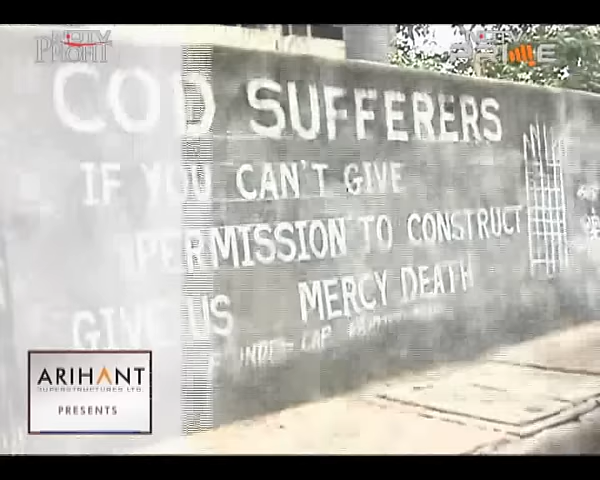 NDTV
PROFIT
NDTV
PRIME
COD SUFFERERS
IF YOU CAN'T GIVE
PERMISSION TO CONSTRUCT
GIVE US MERCY DEATH
ARIHANT
SUPERSTRUCTURES LTD.
PRESENTS